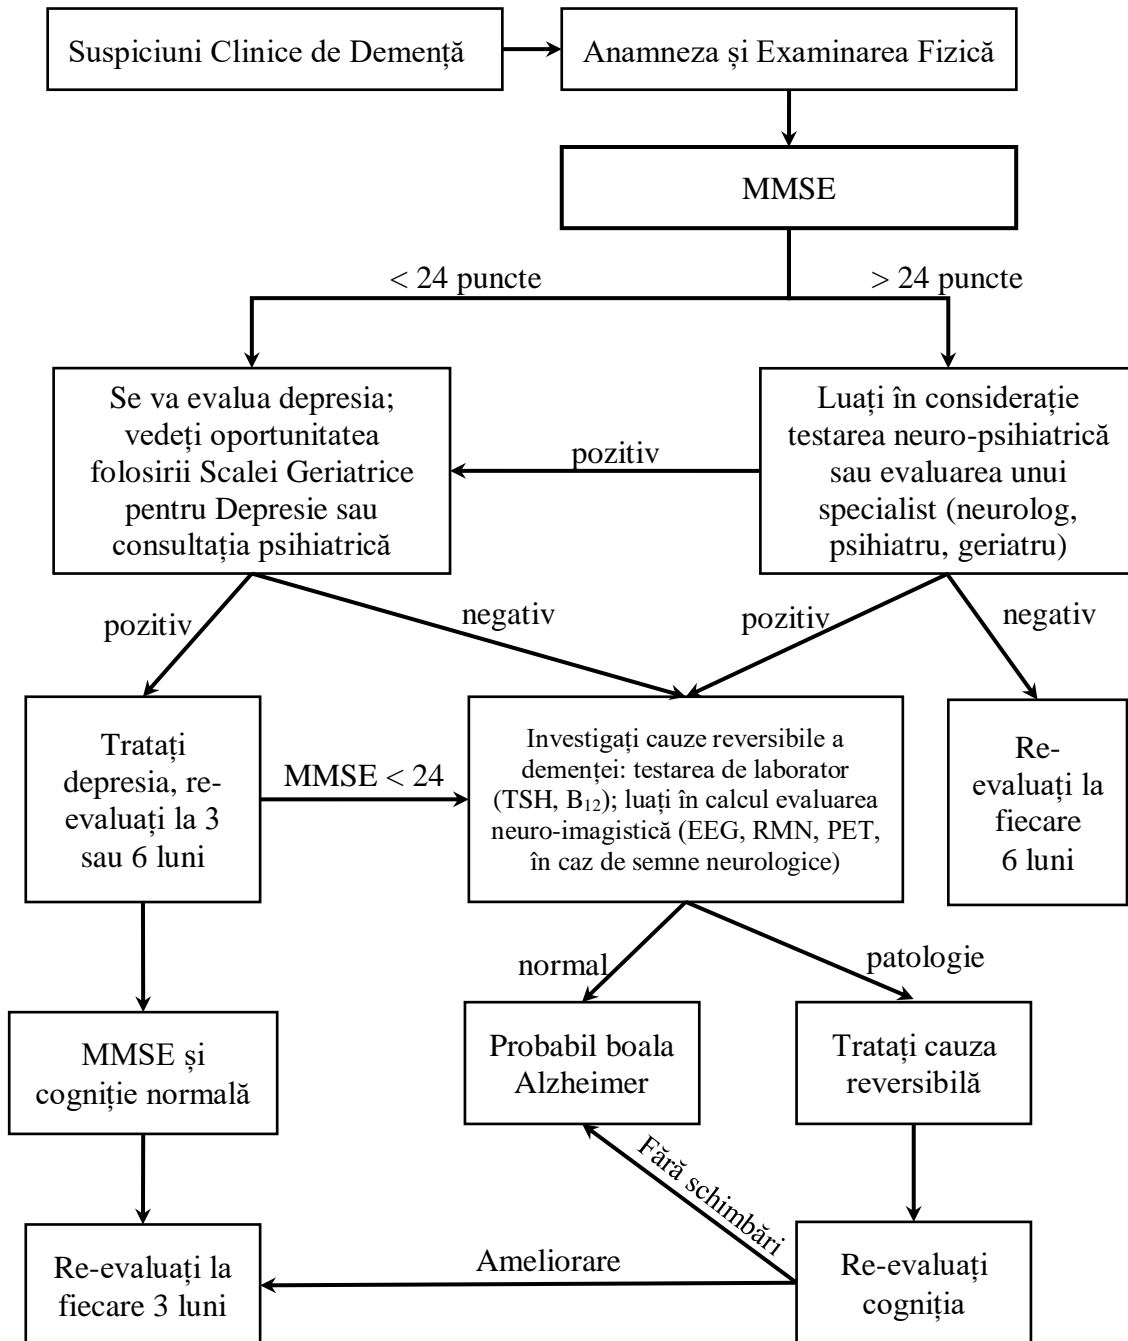 Suspiciuni Clinice de Demență
Anamneza și Examinarea Fizică
MMSE
< 24 puncte
> 24 puncte
Se va evalua depresia;
vedeți oportunitatea
folosirii Scalei Geriatrice
pentru Depresie sau
consultația psihiatrică
pozitiv
Luați în considerație
testarea neuro-psihiatrică
sau evaluarea unui
specialist (neurolog,
psihiatru, geriatru)
pozitiv
negativ
pozitiv
negativ
Tratați
depresia, re-
evaluați la 3
sau 6 luni
MMSE < 24
Investigați cauze reversibile a
demenței: testarea de laborator
(TSH, B₁₂); luați în calcul evaluarea
neuro-imagistică (EEG, RMN, PET,
în caz de semne neurologice)
Re-
evaluați la
fiecare
6 luni
normal
patologie
MMSE și
cogniție normală
Probabil boala
Alzheimer
Tratați cauza
reversibilă
Fără schimbări
Re-evaluați la
fiecare 3 luni
Ameliorare
Re-evaluați
cogniția